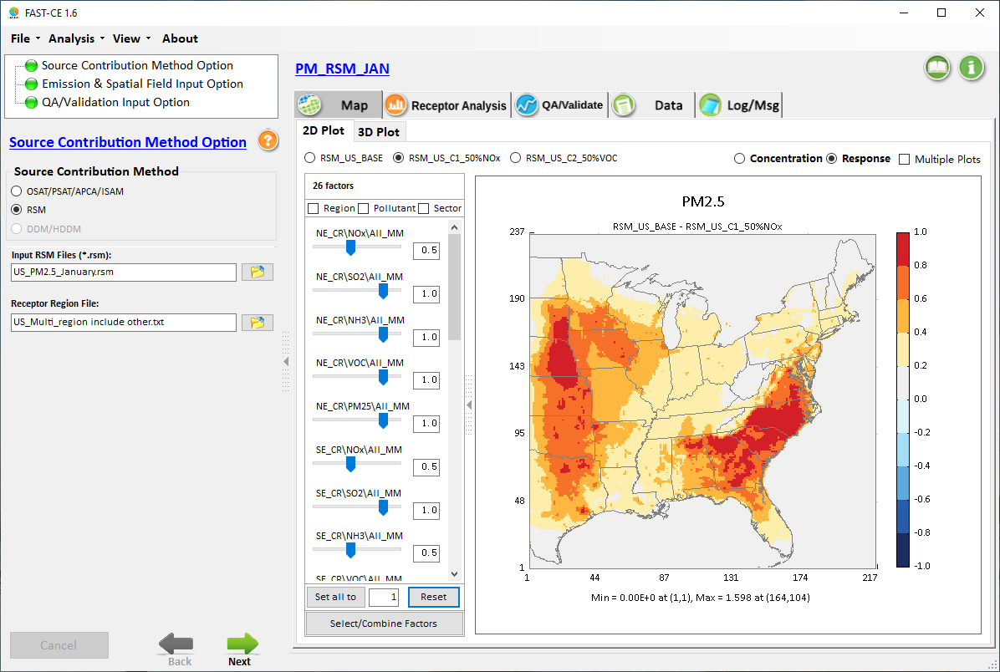 FAST-CE 1.6
File Analysis View About
Source Contribution Method Option
Emission & Spatial Field Input Option
QA/Validation Input Option
Source Contribution Method Option
Source Contribution Method
OSAT/PSAT/APCA/ISAM
RSM
DDM/HDDM
Input RSM Files (*.rsm):
US_PM2.5_January.rsm
Receptor Region File:
US_Multi_region include other.txt
Cancel
Back
Next
PM_RSM_JAN
Map Receptor Analysis QA/Validate Data Log/Msg
2D Plot 3D Plot
RSM_US_BASE RSM_US_C1_50%NOx RSM_US_C2_50%VOC Concentration Response Multiple Plots
26 factors
Region Pollutant Sector
NE_CR\NOx\All_MM
0.5
NE_CR\SO2\All_MM
1.0
NE_CR\NH3\All_MM
1.0
NE_CR\VOC\All_MM
1.0
NE_CR\PM25\All_MM
1.0
SE_CR\NOx\All_MM
0.5
SE_CR\SO2\All_MM
1.0
SE_CR\NH3\All_MM
0.5
SE_CR\VOC\All_MM
Set all to 1 Reset
Select/Combine Factors
PM2.5
RSM_US_BASE - RSM_US_C1_50%NOx
237
190
143
95
48
1
1 44 87 131 174 217
1.0
0.8
0.6
0.4
0.2
0.0
-0.2
-0.4
-0.6
-0.8
-1.0
Min = 0.00E+0 at (1,1), Max = 1.598 at (164,104)